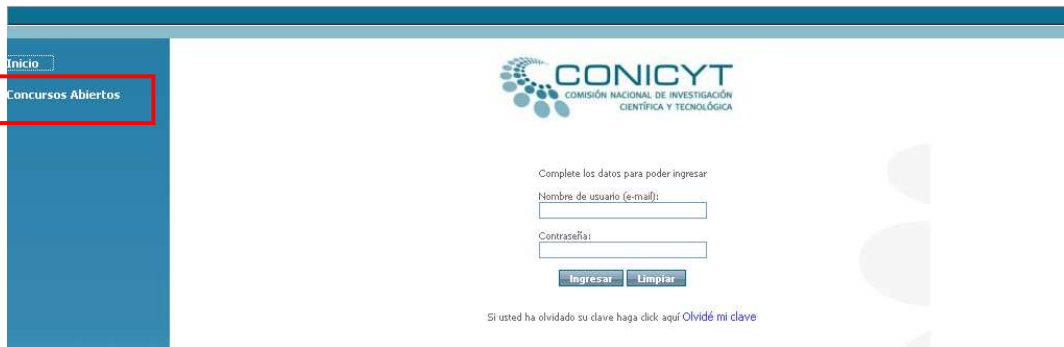 Inicio
Concursos Abiertos
CONICYT
COMISIÓN NACIONAL DE INVESTIGACIÓN
CIENTÍFICA Y TECNOLÓGICA
Complete los datos para poder ingresar
Nombre de usuario (e-mail):
Contraseña:
Ingresar Limpiar
Si usted ha olvidado su clave haga click aquí Olvidé mi clave